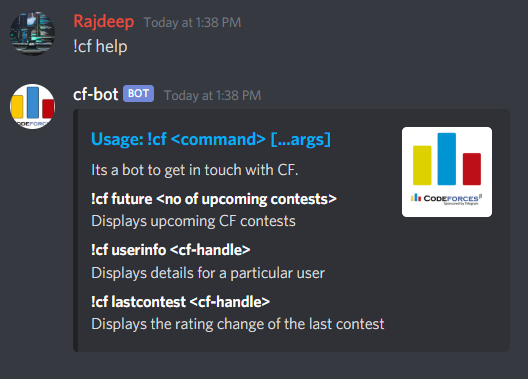 Rajdeep Today at 1:38 PM
!cf help
CODEFORCES
cf-bot BOT Today at 1:38 PM
Usage: !cf <command> [...args]
Its a bot to get in touch with CF.
!cf future <no of upcoming contests>
Displays upcoming CF contests
CODEFORCES
Sponsored by Telegram
!cf userinfo <cf-handle>
Displays details for a particular user
!cf lastcontest <cf-handle>
Displays the rating change of the last contest